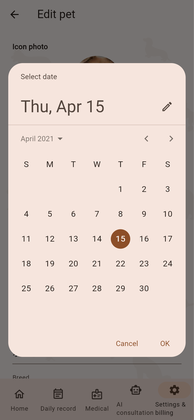 Edit pet
Icon photo
Select date
Thu, Apr 15
April 2021
S M T W T F S
1 2 3
4 5 6 7 8 9 10
11 12 13 14 15 16 17
18 19 20 21 22 23 24
25 26 27 28 29 30
Cancel OK
Breed
Home Daily record Medical AI consultation Settings & billing